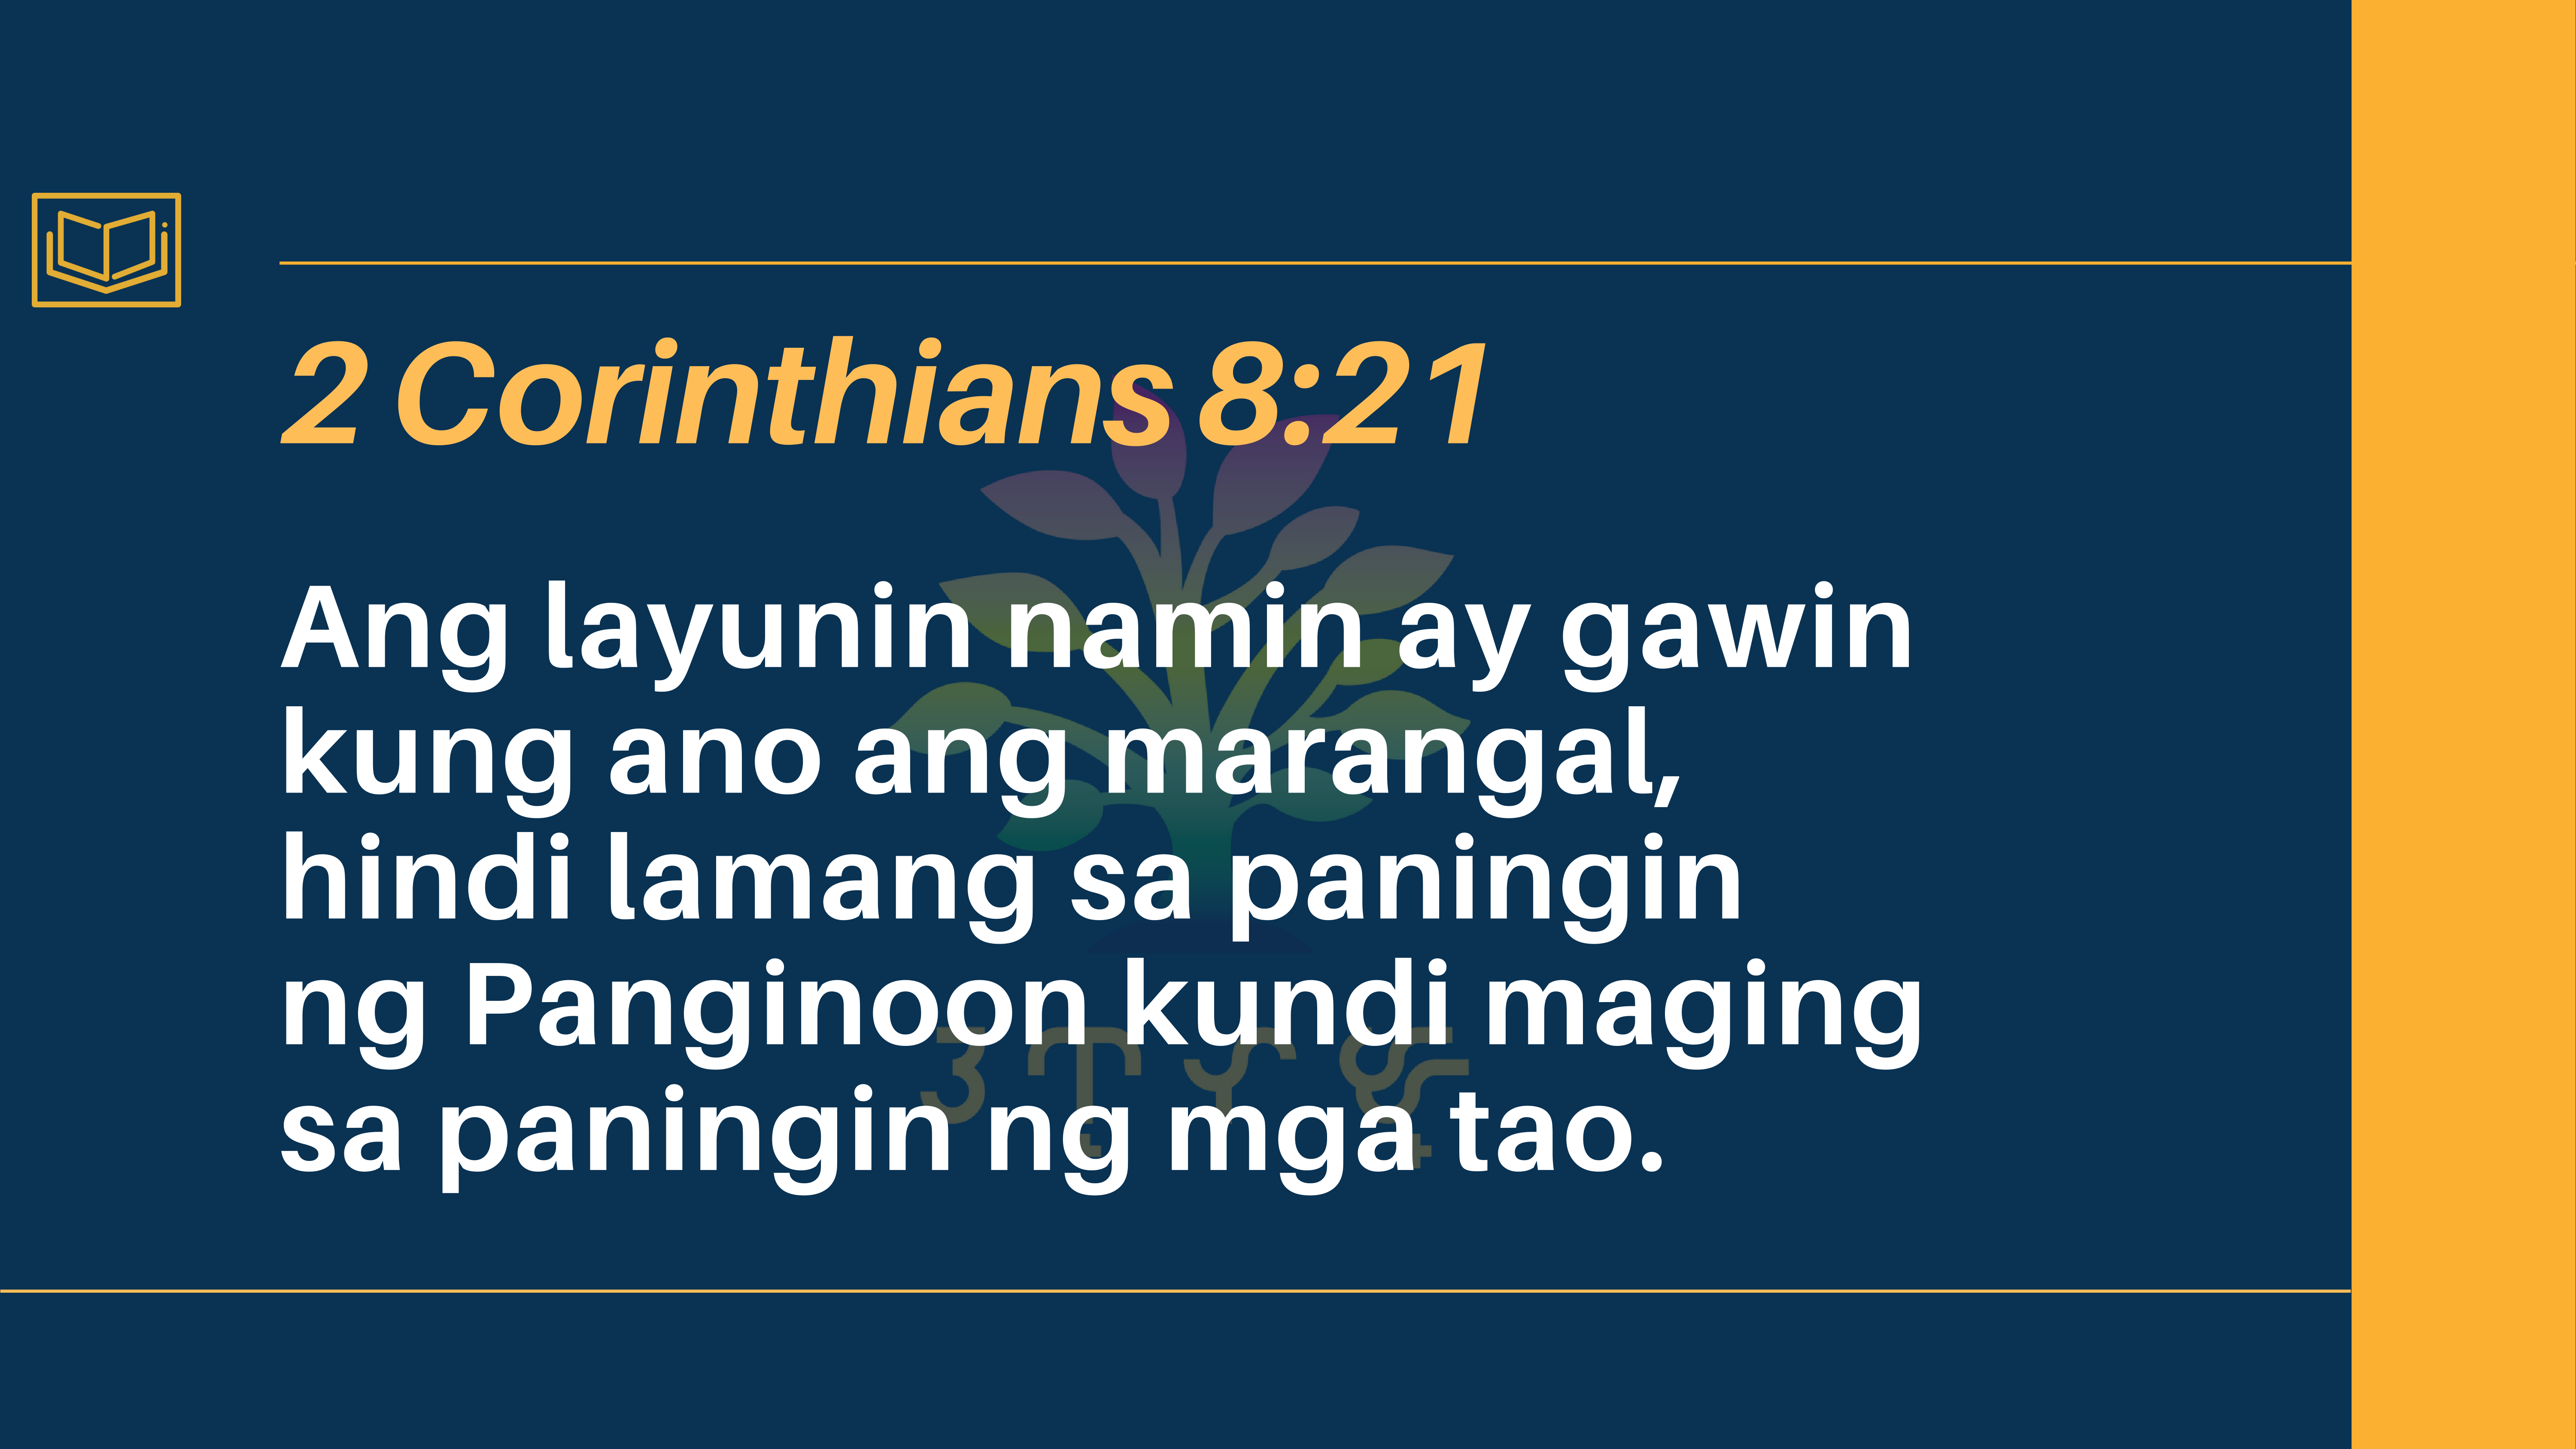 2 Corinthians 8:21
Ang layunin namin ay gawin
kung ano ang marangal,
hindi lamang sa paningin
ng Panginoon kundi maging
sa paningin ng mga tao.